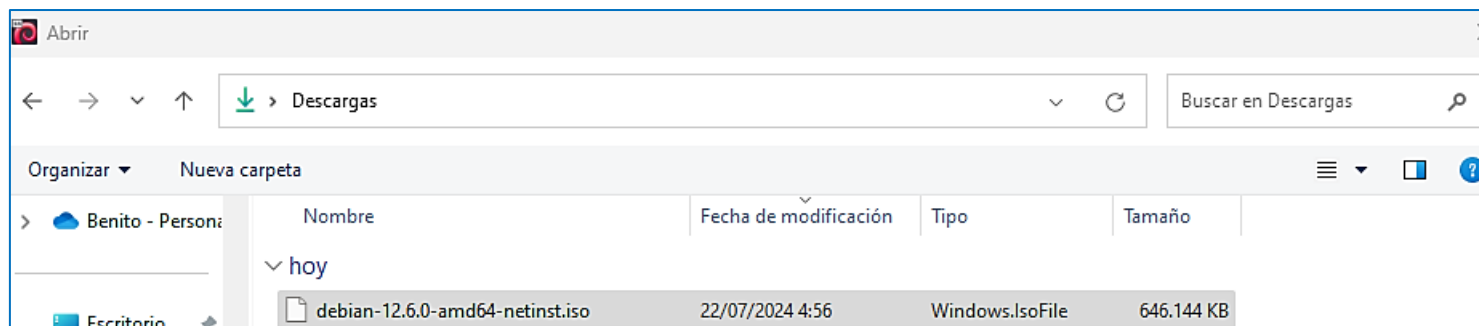 Abrir
Descargas
Buscar en Descargas
Organizar
Nueva carpeta
Benito - Persona
Nombre
Fecha de modificación
Tipo
Tamaño
hoy
Escritorio
debian-12.6.0-amd64-netinst.iso
22/07/2024 4:56
Windows.IsoFile
646.144 KB